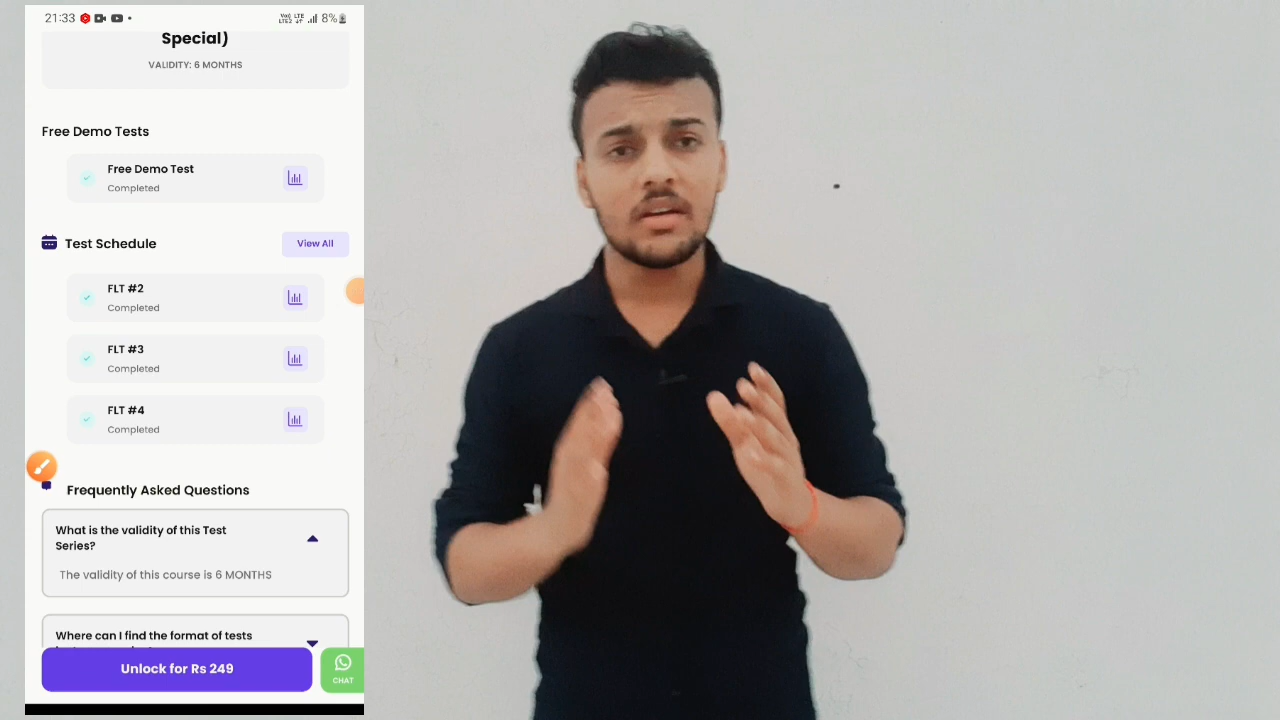 21:33
VoI) LTE
LTE2
8%
Special)
VALIDITY: 6 MONTHS
Free Demo Tests
Free Demo Test
Completed
Test Schedule
View All
FLT #2
Completed
FLT #3
Completed
FLT #4
Completed
Frequently Asked Questions
What is the validity of this Test
Series?
The validity of this course is 6 MONTHS
Where can I find the format of tests
Unlock for Rs 249
CHAT